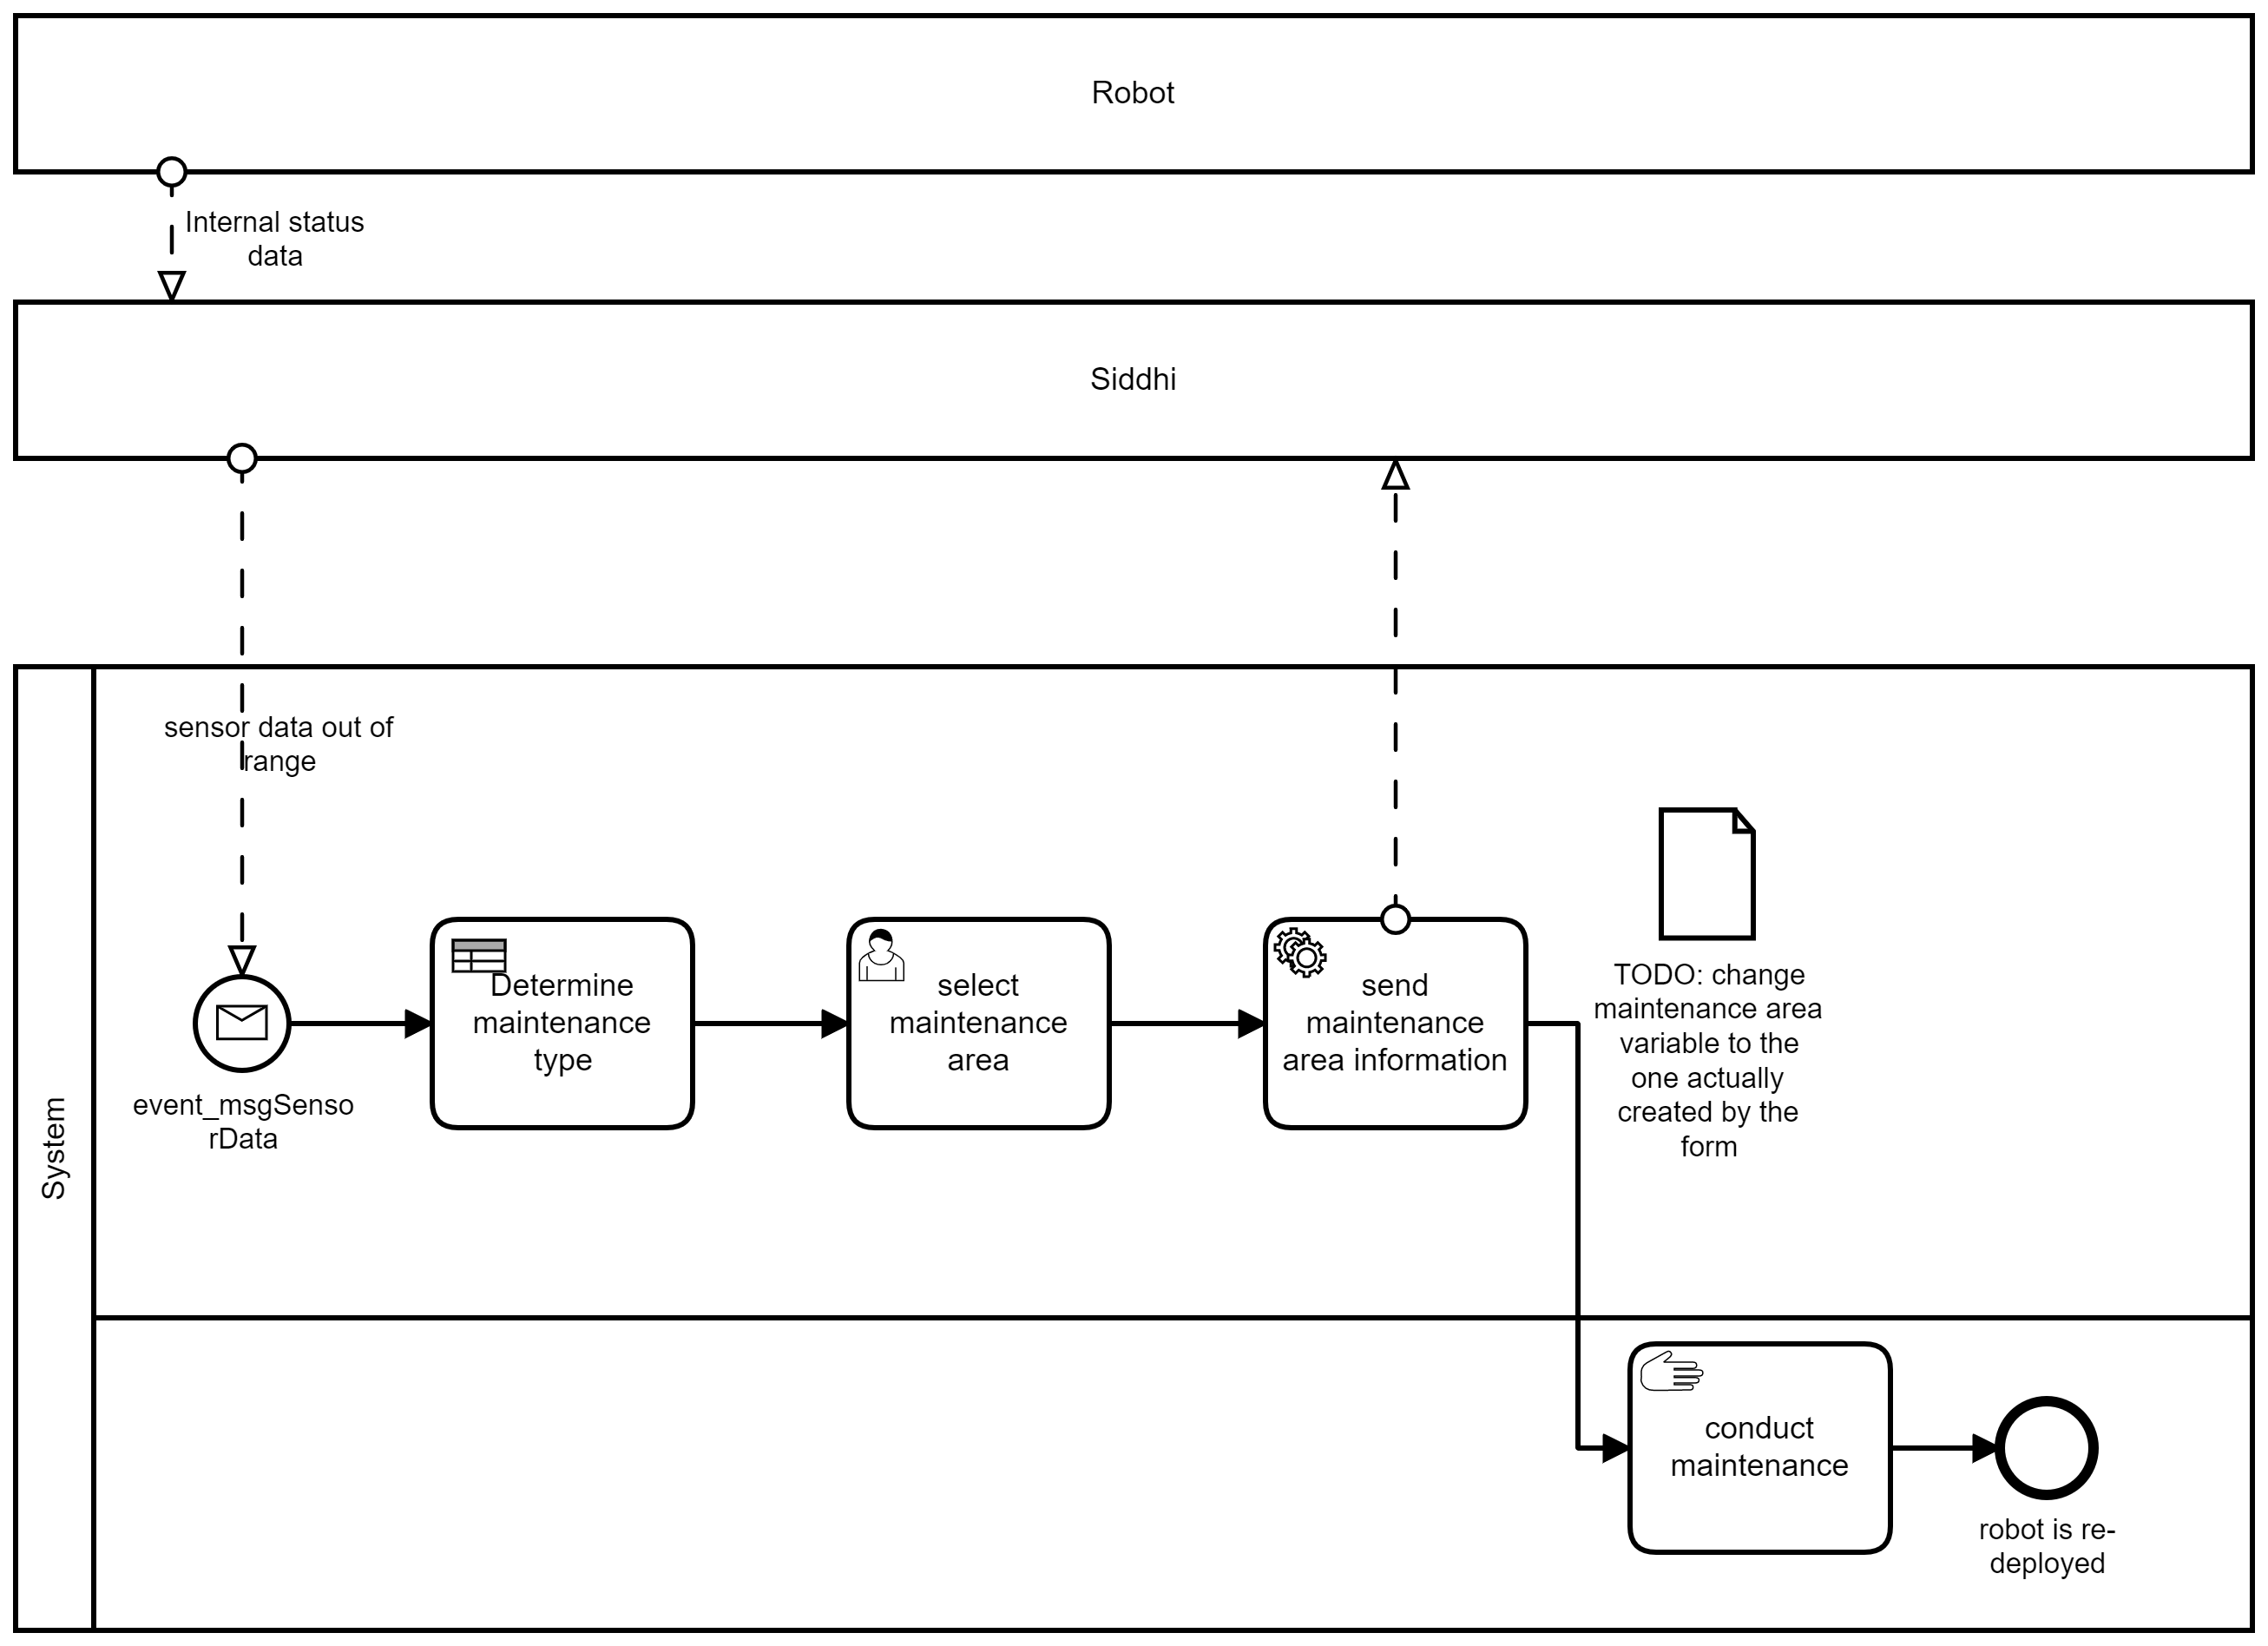 Robot
Internal status
data
Siddhi
sensor data out of
range
System
event_msgSenso
rData
Determine
maintenance
type
select
maintenance
area
send
maintenance
area information
TODO: change
maintenance area
variable to the
one actually
created by the
form
conduct
maintenance
robot is re-
deployed